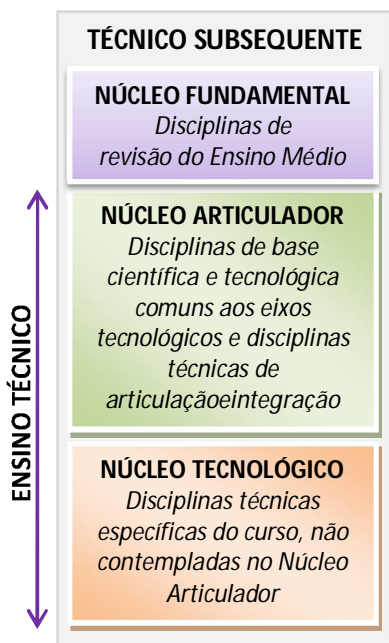 TÉCNICO SUBSEQUENTE
NÚCLEO FUNDAMENTAL
Disciplinas de
revisão do Ensino Médio
NÚCLEO ARTICULADOR
Disciplinas de base
científica e tecnológica
comuns aos eixos
tecnológicos e disciplinas
técnicas de
articulaçãoeintegração
NÚCLEO TECNOLÓGICO
Disciplinas técnicas
específicas do curso, não
contempladas no Núcleo
Articulador
ENSINO TÉCNICO